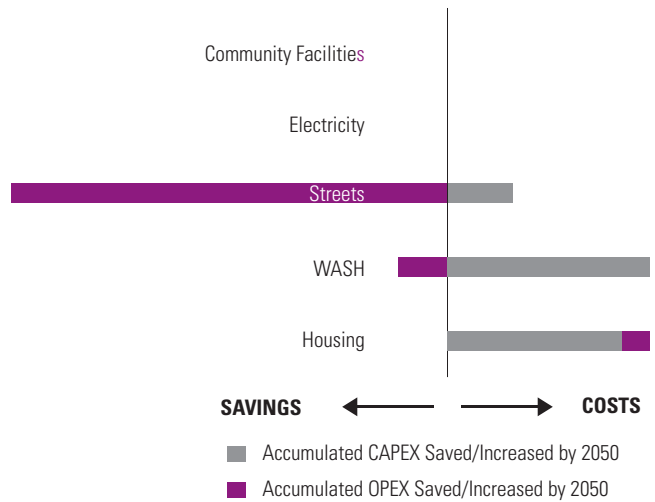 Community Facilities
Electricity
Streets
WASH
Housing
SAVINGS COSTS
Accumulated CAPEX Saved/Increased by 2050
Accumulated OPEX Saved/Increased by 2050